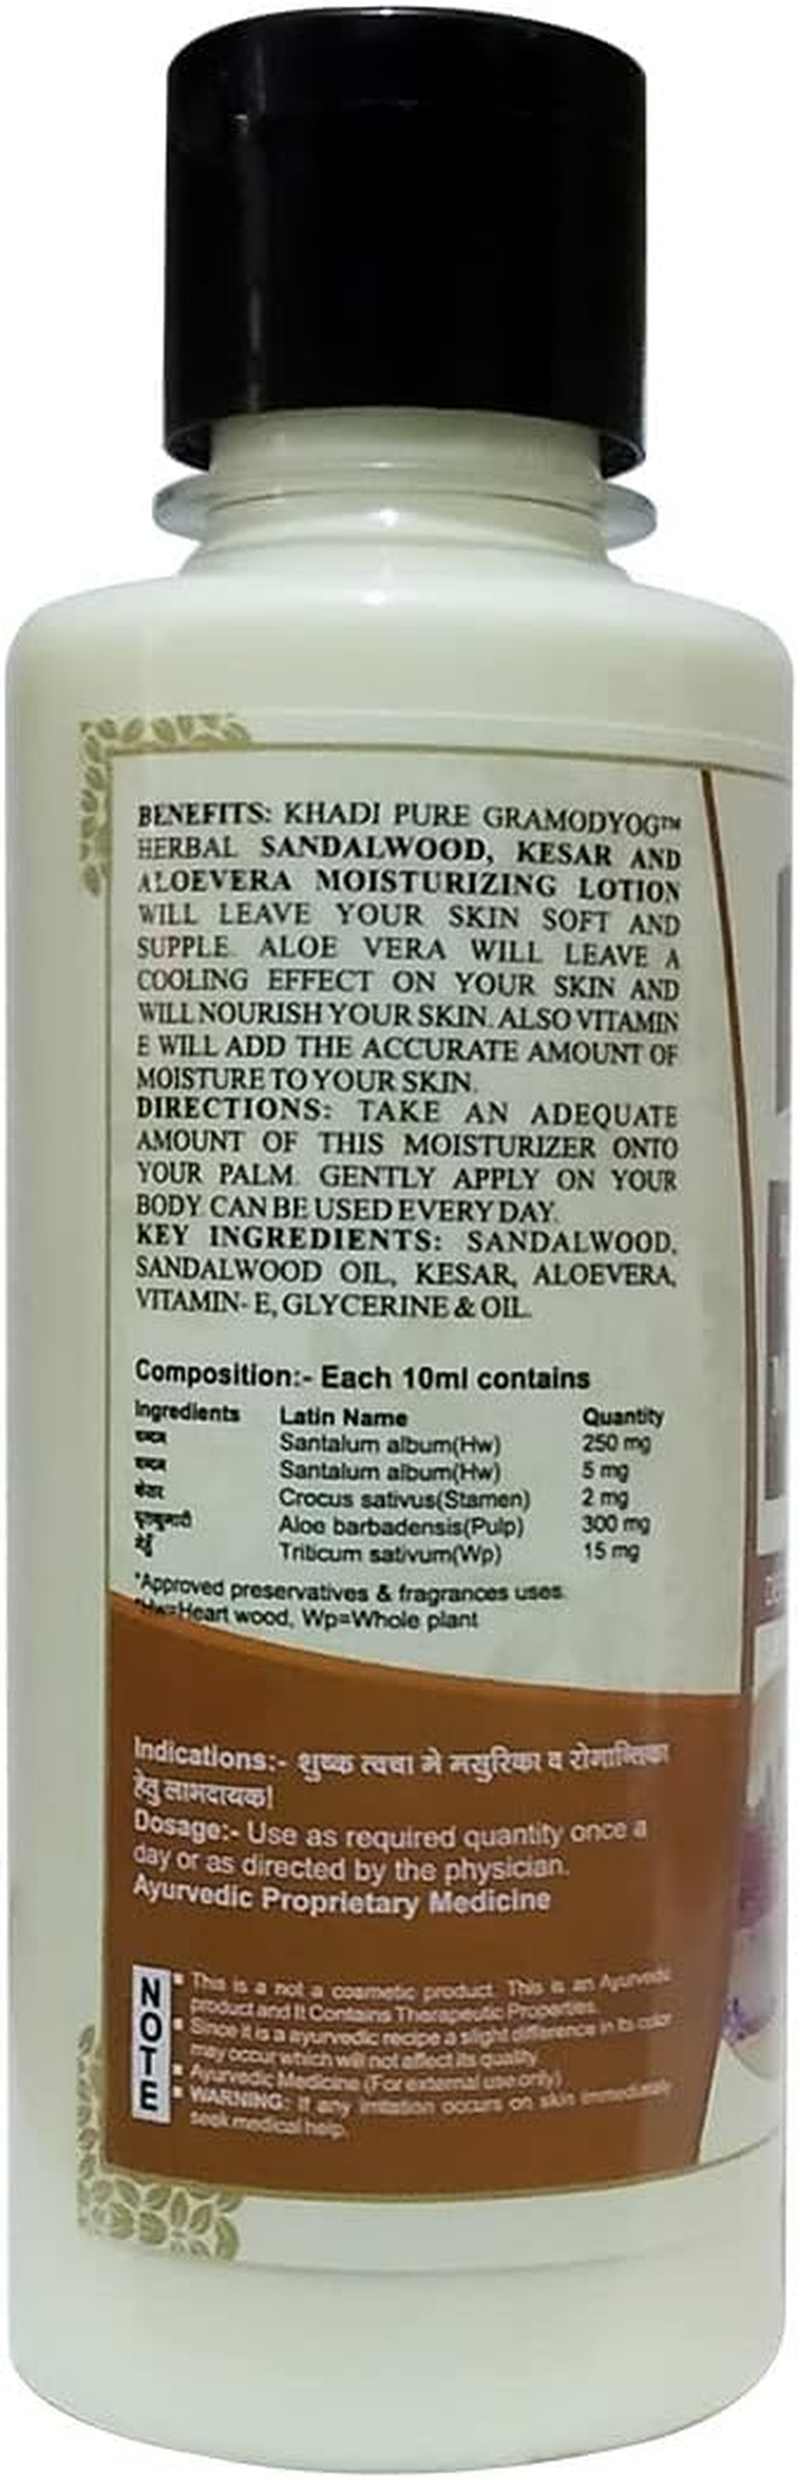 BENEFITS: KHADI PURE GRAMODYOG™
HERBAL SANDALWOOD, KESAR AND
ALOEVERA MOISTURIZING LOTION
WILL LEAVE YOUR SKIN SOFT AND
SUPPLE. ALOE VERA WILL LEAVE A
COOLING EFFECT ON YOUR SKIN AND
WILL NOURISH YOUR SKIN. ALSO VITAMIN
E WILL ADD THE ACCURATE AMOUNT OF
MOISTURE TO YOUR SKIN.
DIRECTIONS: TAKE AN ADEQUATE
AMOUNT OF THIS MOISTURIZER ONTO
YOUR PALM. GENTLY APPLY ON YOUR
BODY. CAN BE USED EVERY DAY.
KEY INGREDIENTS: SANDALWOOD,
SANDALWOOD OIL, KESAR, ALOEVERA,
VITAMIN- E, GLYCERINE & OIL.
Composition:- Each 10ml contains
Ingredients Latin Name Quantity
चन्दन Santalum album(Hw) 250 mg
चन्दन Santalum album(Hw) 5 mg
केसर Crocus sativus(Stamen) 2 mg
घृतकुमारी Aloe barbadensis(Pulp) 300 mg
गेहूँ Triticum sativum(Wp) 15 mg
*Approved preservatives & fragrances uses.
*Hw=Heart wood, Wp=Whole plant
Indications:- शुष्क त्वचा मे मसुरिका व रोमान्तिका
हेतु लाभदायक।
Dosage:- Use as required quantity once a
day or as directed by the physician.
Ayurvedic Proprietary Medicine
NOTE
▪ This is a not a cosmetic product. This is an Ayurvedic
product and It Contains Therapeutic Properties.
▪ Since it is a ayurvedic recipe a slight difference in its color
may occur which will not affect its quality
▪ Ayurvedic Medicine (For external use only)
▪ WARNING: If any irritation occurs on skin immediately
seek medical help.